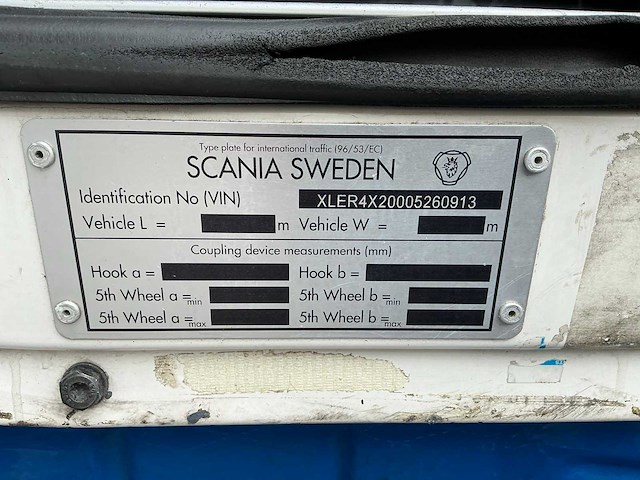 Type plate for international traffic (96/53/EC)
SCANIA SWEDEN
Identification No (VIN) XLER4X20005260913
Vehicle L = m Vehicle W = m
Coupling device measurements (mm)
Hook a = Hook b =
5th Wheel a = min 5th Wheel b = min
5th Wheel a = max 5th Wheel b = max